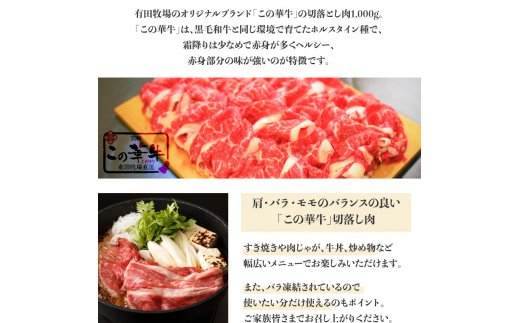 有田牧場のオリジナルブランド「この華牛」の切落とし肉1,000g。
「この華牛」は、黒毛和牛と同じ環境で育てたホルスタイン種で、
霜降りは少なめで赤身が多くヘルシー、
赤身部分の味が強いのが特徴です。
宮崎
この華牛
有田牧場直送
肩・バラ・モモのバランスの良い
「この華牛」切落し肉
すき焼きや肉じゃが、牛丼、炒め物など
幅広いメニューでお楽しみいただけます。
また、バラ凍結されているので
使いたい分だけ使えるのもポイント。
ご家族皆さまでお召し上がりください。